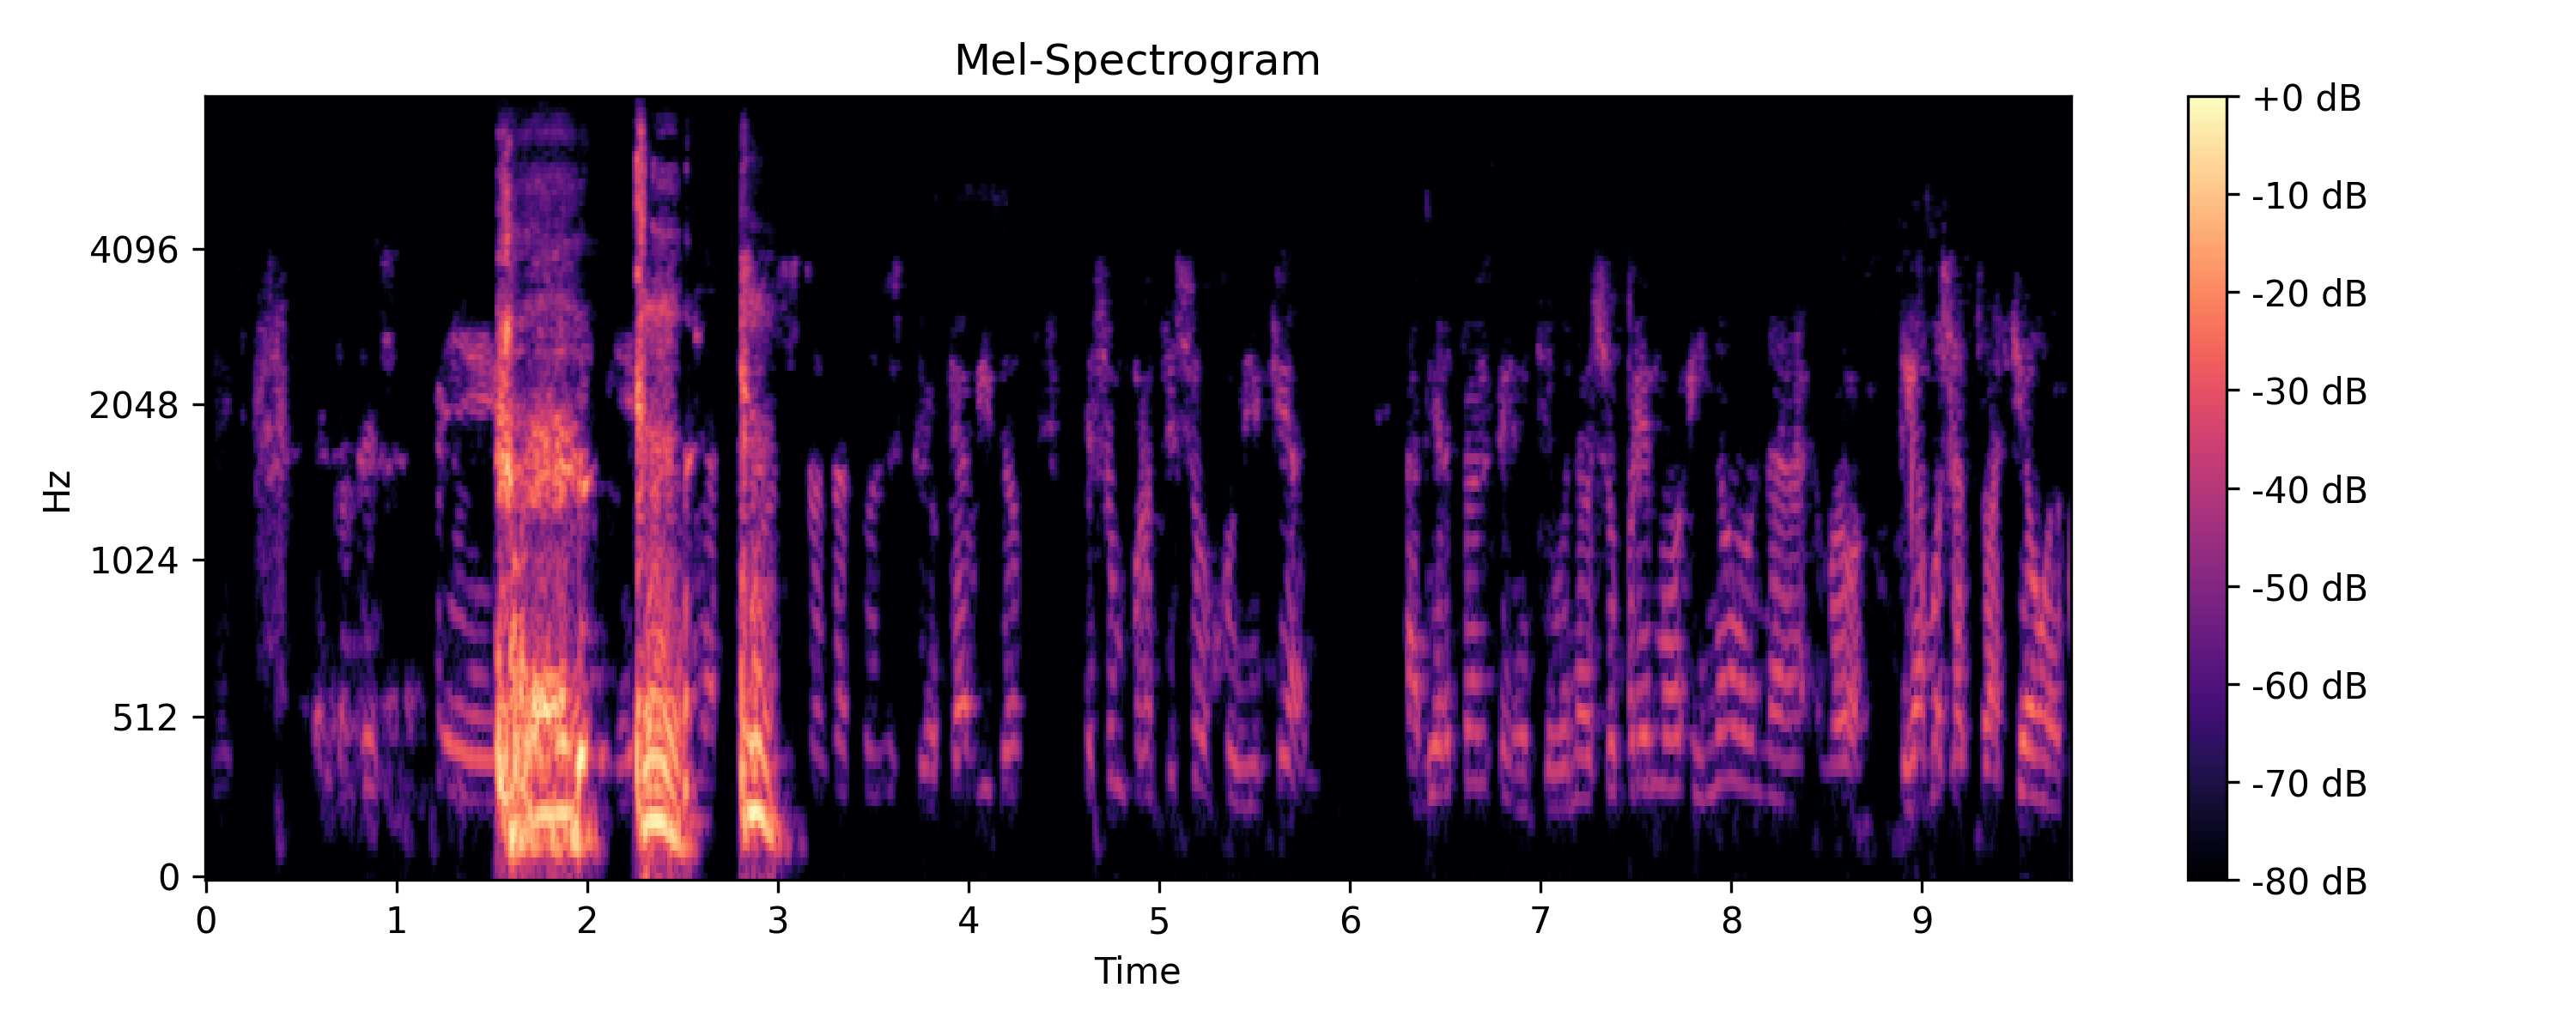 Mel-Spectrogram
+0 dB
-10 dB
-20 dB
-30 dB
-40 dB
-50 dB
-60 dB
-70 dB
-80 dB
4096
2048
1024
512
0
Hz
0 1 2 3 4 5 6 7 8 9
Time